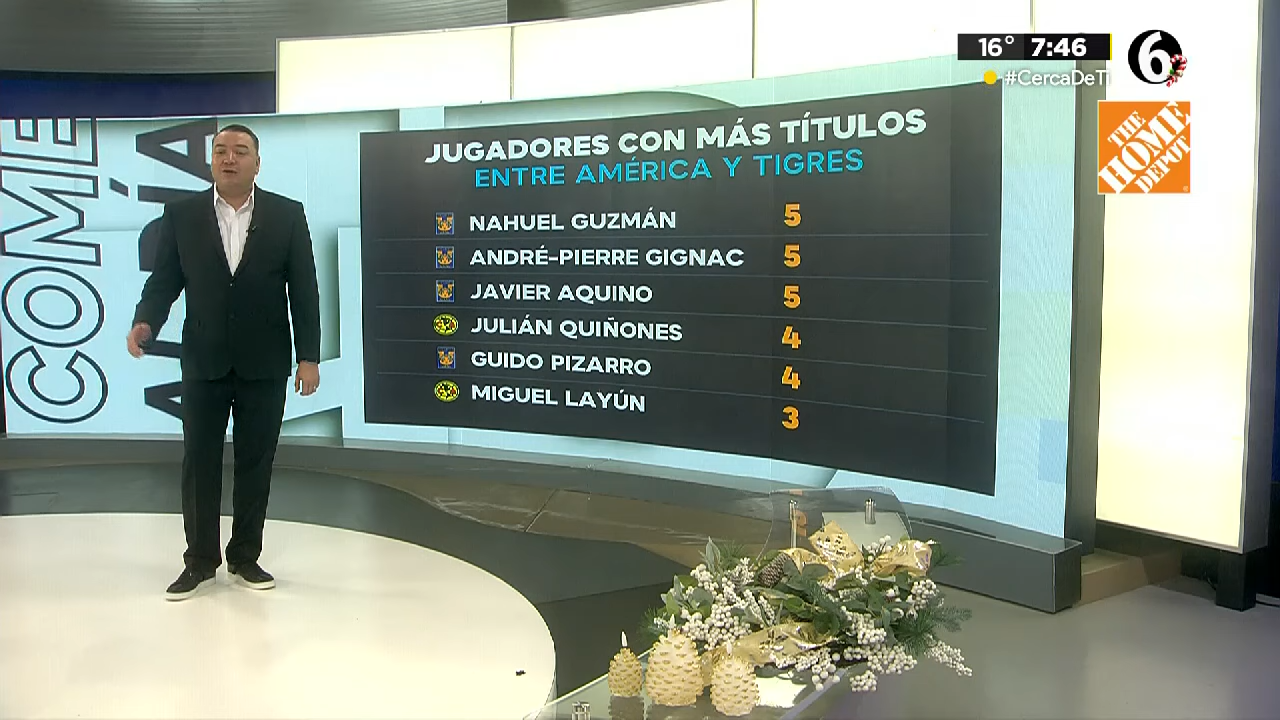 16° 7:46
#CercaDeTi
6
THE
HOME
DEPOT
JUGADORES CON MÁS TÍTULOS
ENTRE AMÉRICA Y TIGRES
NAHUEL GUZMÁN 5
ANDRÉ-PIERRE GIGNAC 5
JAVIER AQUINO 5
JULIÁN QUIÑONES 4
GUIDO PIZARRO 4
MIGUEL LAYÚN 3
COME